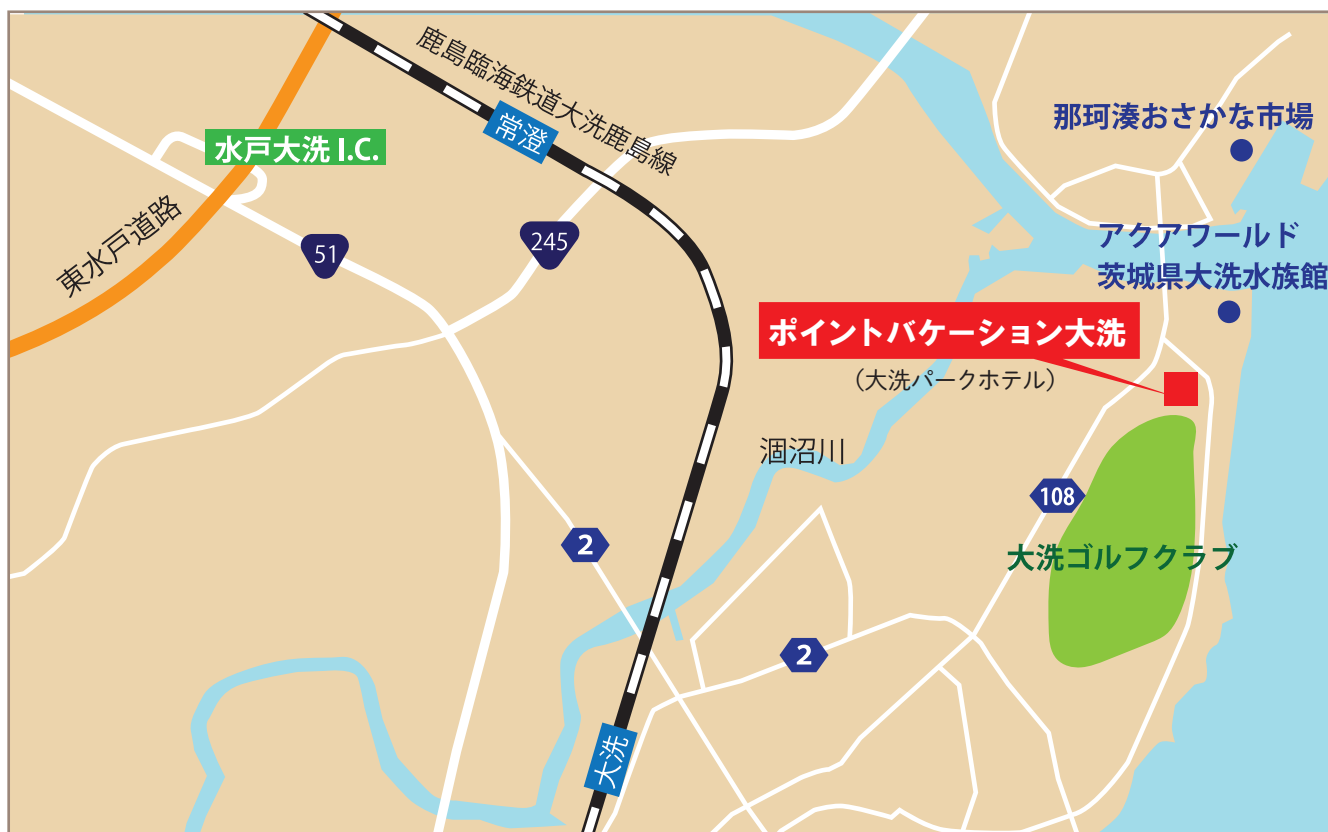 鹿島臨海鉄道大洗鹿島線
常澄
水戸大洗 I.C.
東水戸道路
51
245
那珂湊おさかな市場
アクアワールド
茨城県大洗水族館
ポイントバケーション大洗
（大洗パークホテル）
涸沼川
108
2
大洗ゴルフクラブ
2
大洗